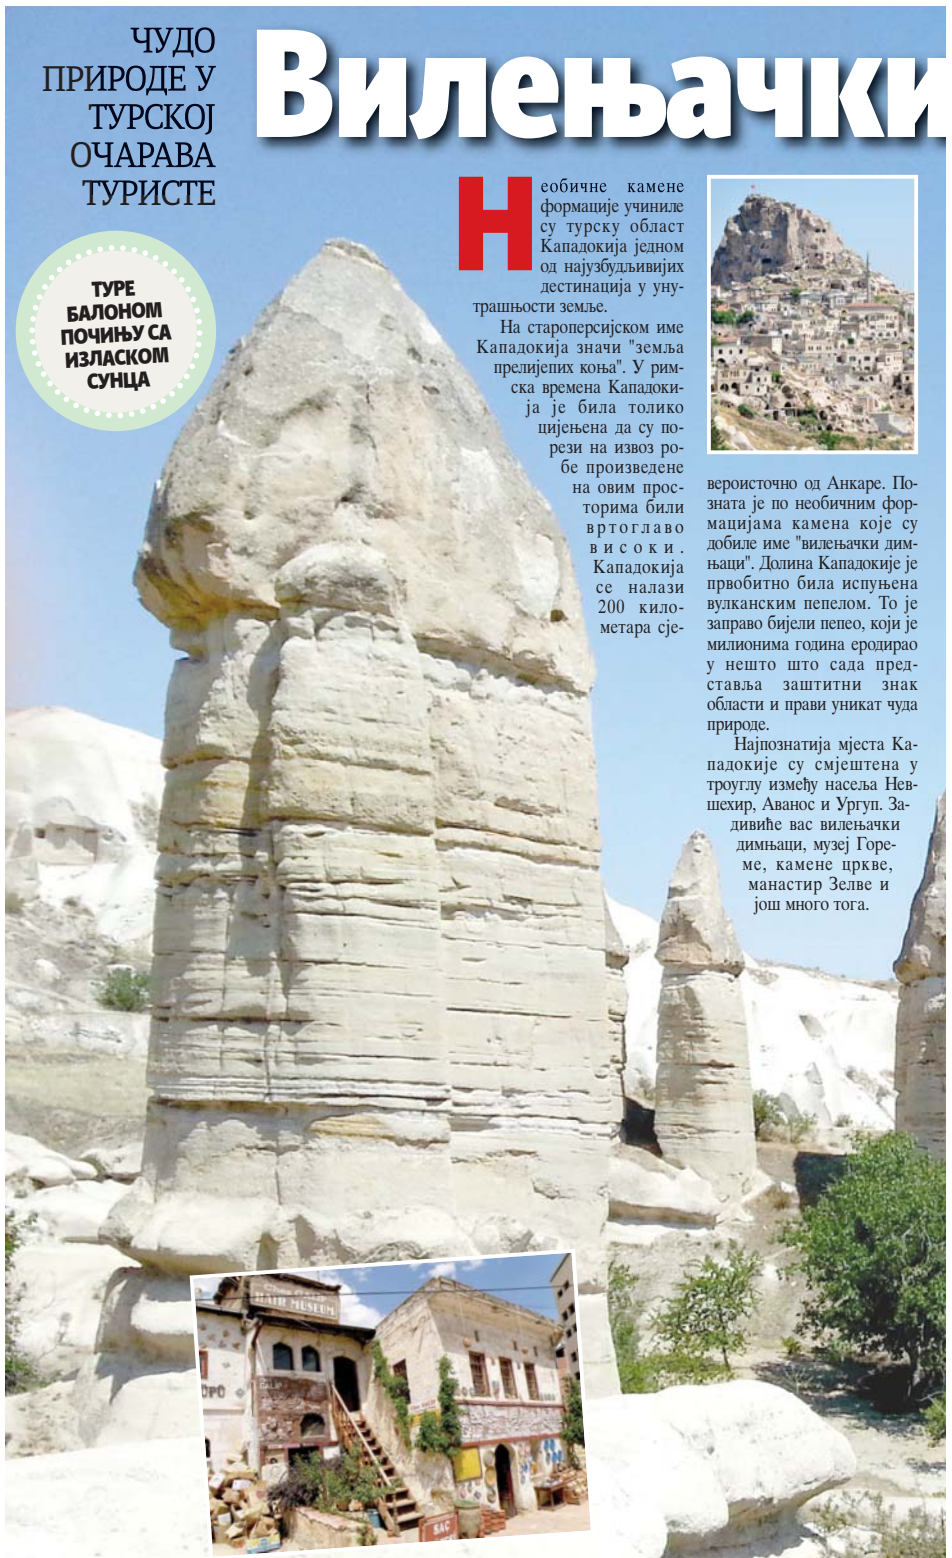 ЧУДО
ПРИРОДЕ У
ТУРСКОЈ
ОЧАРАВА
ТУРИСТЕ
Вилењачки
ТУРЕ
БАЛОНОМ
ПОЧИЊУ СА
ИЗЛАСКОМ
СУНЦА
Необичне камене
формације учиниле
су турску област
Кападокија једном
од најузбудљивијих
дестинација у уну-
трашњости земље.
На староперсијском име
Кападокија значи "земља
прелијепих коња". У рим-
ска времена Кападоки-
ја је била толико
цијењена да су по-
рези на извоз ро-
бе произведене
на овим прос-
торима били
вртоглаво
високи.
Кападокија
се налази
200 кило-
метара сје-
вероисточно од Анкаре. По-
зната је по необичним фор-
мацијама камена које су
добиле име "вилењачки дим-
њаци". Долина Кападокије је
првобитно била испуњена
вулканским пепелом. То је
заправо бијели пепео, који је
милионима година еродирао
у нешто што сада пред-
ставља заштитни знак
области и прави уникат чуда
природе.
Најпознатија мјеста Ка-
падокије су смјештена у
троуглу између насеља Нев-
шехир, Аванос и Ургуп. За-
дивиће вас вилењачки
димњаци, музеј Горе-
ме, камене цркве,
манастир Зелве и
још много тога.
HAIR MUSEUM
SAÇ